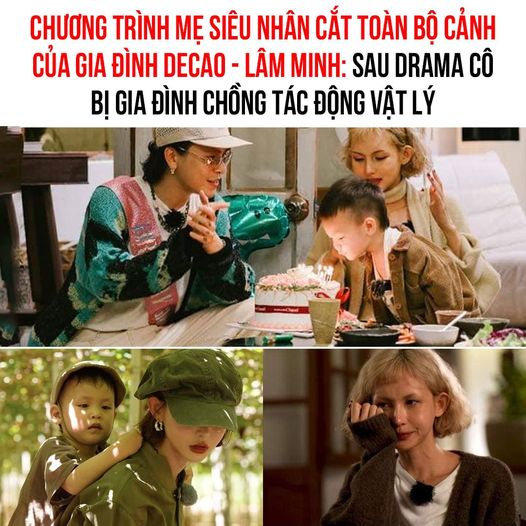 CHƯƠNG TRÌNH MẸ SIÊU NHÂN CẮT TOÀN BỘ CẢNH
CỦA GIA ĐÌNH DECAO - LÂM MINH: SAU DRAMA CÔ
BỊ GIA ĐÌNH CHỒNG TÁC ĐỘNG VẬT LÝ